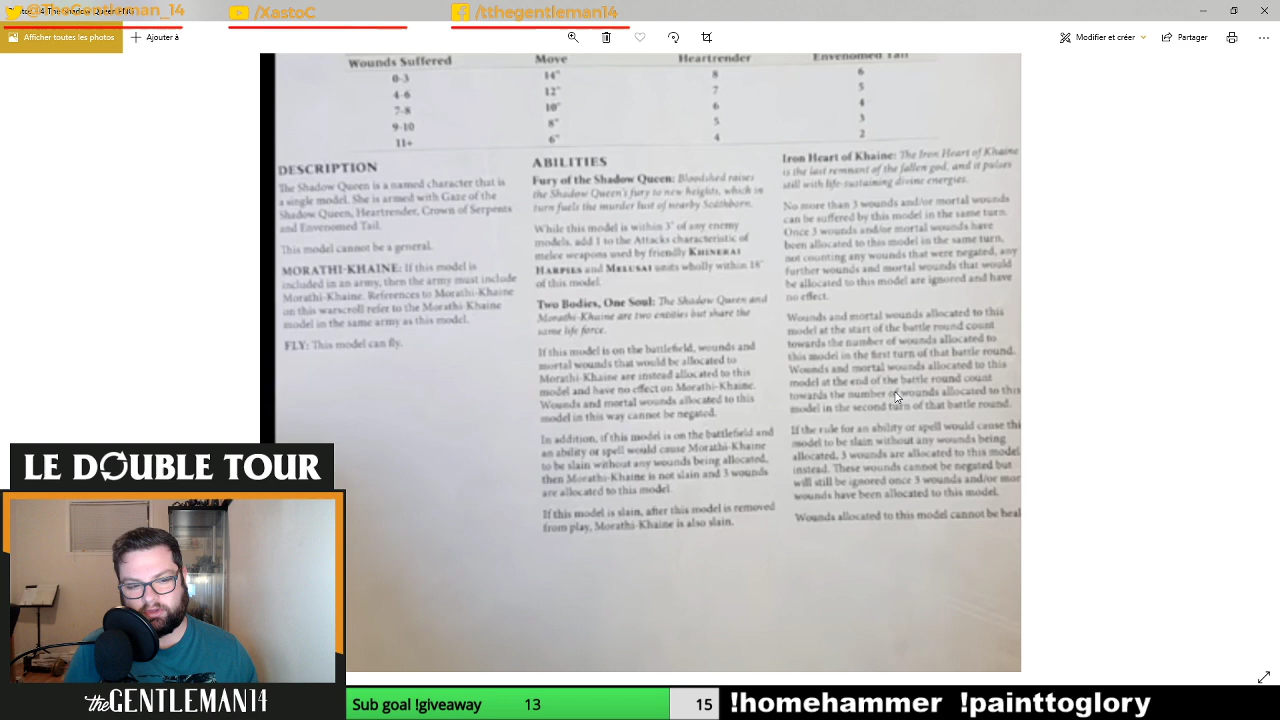 @TheGentleman_14
/XastoC
/tthegentleman14
Afficher toutes les photos
Ajouter à
Modifier et créer
Partager
Wounds Suffered Move Heartrender Envenomed Tail
0-3 14" 8 6
4-6 12" 7 5
7-8 10" 6 4
9-10 8" 5 3
11+ 6" 4 2
DESCRIPTION
The Shadow Queen is a named character that is
a single model. She is armed with Gaze of the
Shadow Queen, Heartrender, Crown of Serpents
and Envenomed Tail.
This model cannot be a general.
MORATHI-KHAINE: If this model is
included in an army, then the army must include
Morathi-Khaine. References to Morathi-Khaine
on this warscroll refer to the Morathi-Khaine
model in the same army as this model.
FLY: This model can fly.
ABILITIES
Fury of the Shadow Queen: Bloodshed raises
the Shadow Queen's fury to new heights, which in
turn fuels the murder lust of nearby Scáthborn.
While this model is within 3" of any enemy
models, add 1 to the Attacks characteristic of
melee weapons used by friendly KHINERAI
HARPIES and MELUSAI units wholly within 18"
of this model.
Two Bodies, One Soul: The Shadow Queen and
Morathi-Khaine are two entities but share the
same life force.
If this model is on the battlefield, wounds and
mortal wounds that would be allocated to
Morathi-Khaine are instead allocated to this
model and have no effect on Morathi-Khaine.
Wounds and mortal wounds allocated to this
model in this way cannot be negated.
In addition, if this model is on the battlefield and
an ability or spell would cause Morathi-Khaine
to be slain without any wounds being allocated,
then Morathi-Khaine is not slain and 3 wounds
are allocated to this model.
If this model is slain, after this model is removed
from play, Morathi-Khaine is also slain.
Iron Heart of Khaine: The Iron Heart of Khaine
is the last remnant of the fallen god, and it pulses
still with life-sustaining divine energies.
No more than 3 wounds and/or mortal wounds
can be suffered by this model in the same turn.
Once 3 wounds and/or mortal wounds have
been allocated to this model in the same turn,
not counting any wounds that were negated, any
further wounds and mortal wounds that would
be allocated to this model are ignored and have
no effect.
Wounds and mortal wounds allocated to this
model at the start of the battle round count
towards the number of wounds allocated to
this model in the first turn of that battle round.
Wounds and mortal wounds allocated to this
model at the end of the battle round count
towards the number of wounds allocated to this
model in the second turn of that battle round.
If the rule for an ability or spell would cause thi
model to be slain without any wounds being
allocated, 3 wounds are allocated to this model
instead. These wounds cannot be negated but
will still be ignored once 3 wounds and/or mor
wounds have been allocated to this model.
Wounds allocated to this model cannot be heal
LE DOUBLE TOUR
theGENTLEMAN14
Sub goal !giveaway 13 15
!homehammer !painttoglory